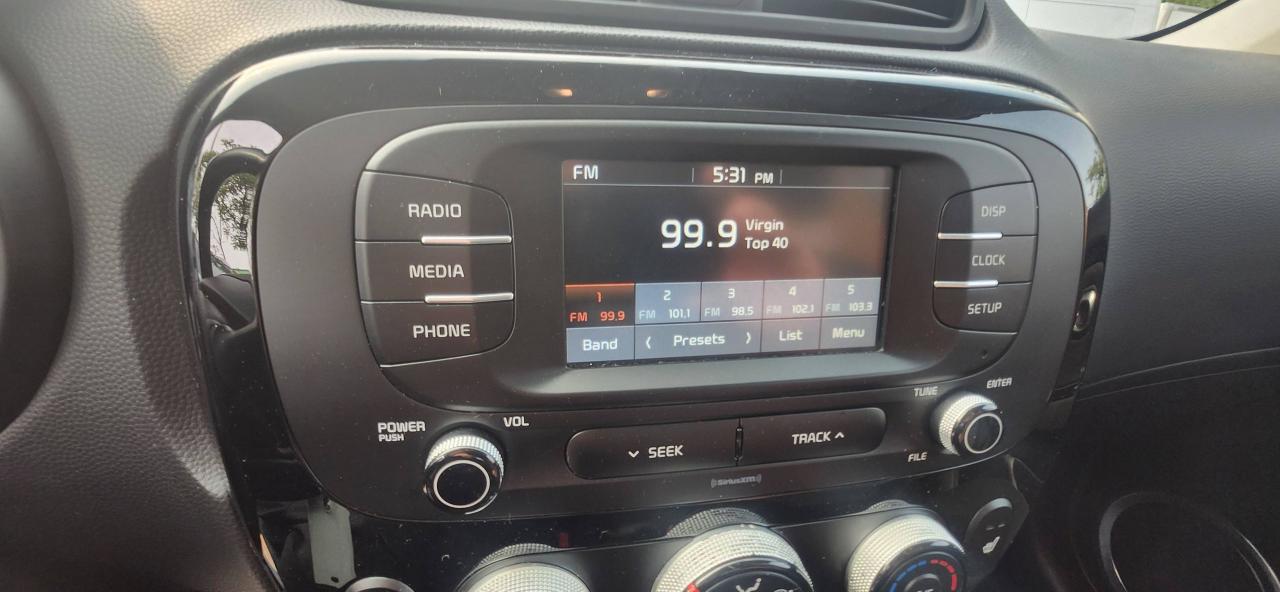 FM 5:31 PM
RADIO
MEDIA
PHONE
99.9 Virgin
Top 40
1 2 3 4 5
FM 99.9 FM 101.1 FM 98.5 FM 102.1 FM 103.3
Band ‹ Presets › List Menu
DISP
CLOCK
SETUP
POWER
PUSH
VOL
SEEK
TRACK
TUNE
ENTER
FILE
SiriusXM